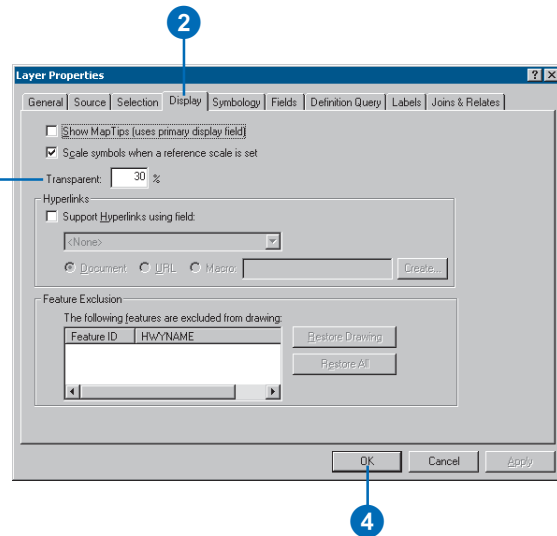 2
Layer Properties
General Source Selection Display Symbology Fields Definition Query Labels Joins & Relates
Show MapTips (uses primary display field)
Scale symbols when a reference scale is set
Transparent: 30 %
Hyperlinks
Support Hyperlinks using field:
<None>
Document URL Macro: Create...
Feature Exclusion
The following features are excluded from drawing:
Feature ID HWYNAME
Restore Drawing
Restore All
OK Cancel Apply
4